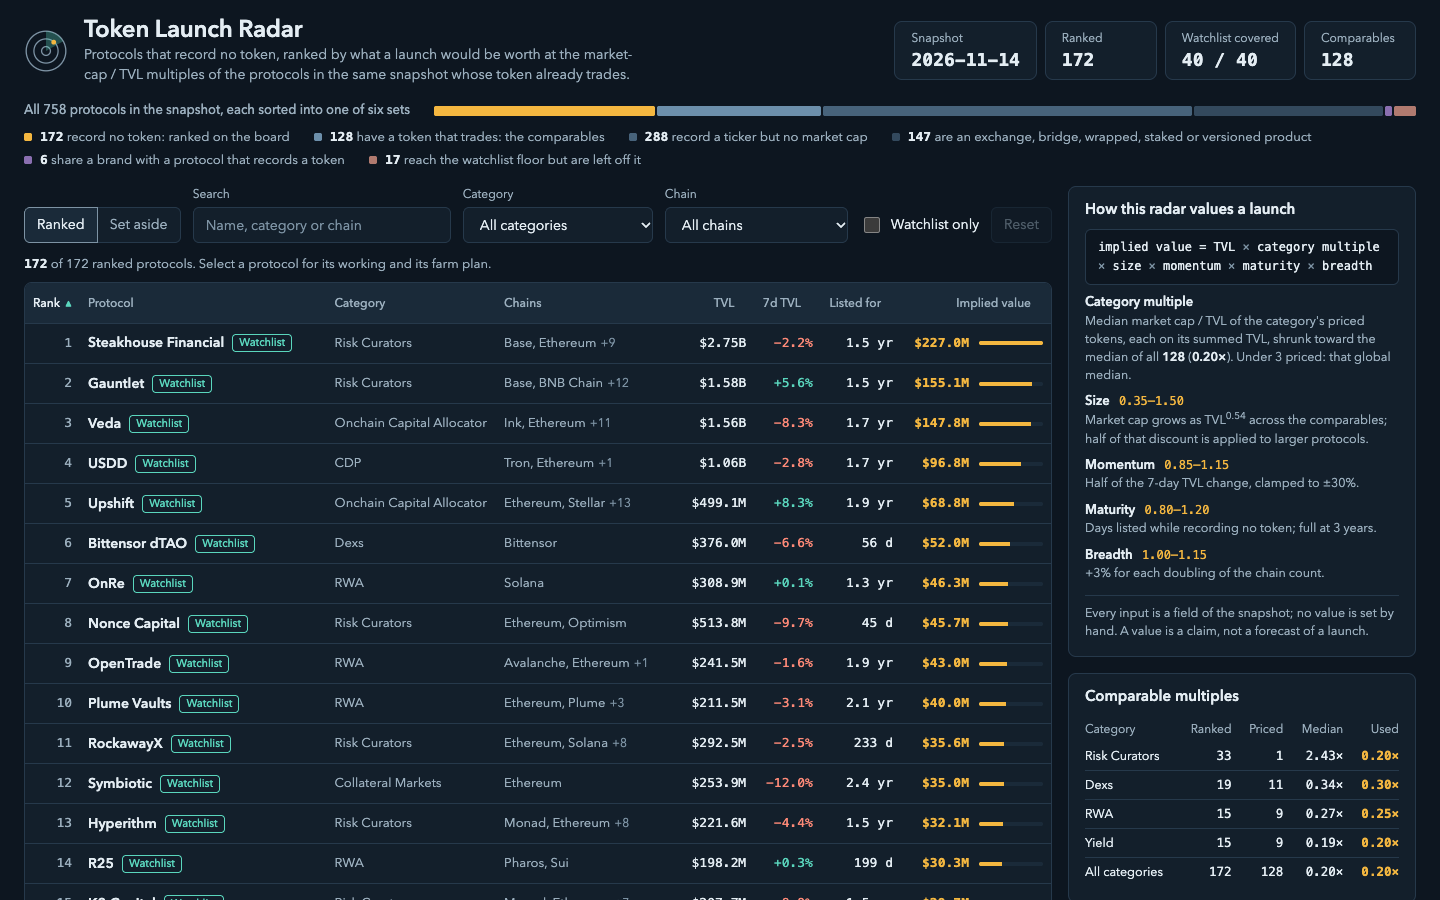 Token Launch Radar
Protocols that record no token, ranked by what a launch would be worth at the market-
cap / TVL multiples of the protocols in the same snapshot whose token already trades.
Snapshot
2026-11-14
Ranked
172
Watchlist covered
40 / 40
Comparables
128
All 758 protocols in the snapshot, each sorted into one of six sets
172 record no token: ranked on the board
128 have a token that trades: the comparables
288 record a ticker but no market cap
147 are an exchange, bridge, wrapped, staked or versioned product
6 share a brand with a protocol that records a token
17 reach the watchlist floor but are left off it
Search
Category
Chain
Ranked
Set aside
Name, category or chain
All categories
All chains
Watchlist only
Reset
172 of 172 ranked protocols. Select a protocol for its working and its farm plan.
Rank ▲ Protocol Category Chains TVL 7d TVL Listed for Implied value
1 Steakhouse Financial Watchlist Risk Curators Base, Ethereum +9 $2.75B −2.2% 1.5 yr $227.0M
2 Gauntlet Watchlist Risk Curators Base, BNB Chain +12 $1.58B +5.6% 1.5 yr $155.1M
3 Veda Watchlist Onchain Capital Allocator Ink, Ethereum +11 $1.56B −8.3% 1.7 yr $147.8M
4 USDD Watchlist CDP Tron, Ethereum +1 $1.06B −2.8% 1.7 yr $96.8M
5 Upshift Watchlist Onchain Capital Allocator Ethereum, Stellar +13 $499.1M +8.3% 1.9 yr $68.8M
6 Bittensor dTAO Watchlist Dexs Bittensor $376.0M −6.6% 56 d $52.0M
7 OnRe Watchlist RWA Solana $308.9M +0.1% 1.3 yr $46.3M
8 Nonce Capital Watchlist Risk Curators Ethereum, Optimism $513.8M −9.7% 45 d $45.7M
9 OpenTrade Watchlist RWA Avalanche, Ethereum +1 $241.5M −1.6% 1.9 yr $43.0M
10 Plume Vaults Watchlist RWA Ethereum, Plume +3 $211.5M −3.1% 2.1 yr $40.0M
11 RockawayX Watchlist Risk Curators Ethereum, Solana +8 $292.5M −2.5% 233 d $35.6M
12 Symbiotic Watchlist Collateral Markets Ethereum $253.9M −12.0% 2.4 yr $35.0M
13 Hyperithm Watchlist Risk Curators Monad, Ethereum +8 $221.6M −4.4% 1.5 yr $32.1M
14 R25 Watchlist RWA Pharos, Sui $198.2M +0.3% 199 d $30.3M
How this radar values a launch
implied value = TVL × category multiple
× size × momentum × maturity × breadth
Category multiple
Median market cap / TVL of the category's priced
tokens, each on its summed TVL, shrunk toward the
median of all 128 (0.20×). Under 3 priced: that global
median.
Size 0.35–1.50
Market cap grows as TVL0.54 across the comparables;
half of that discount is applied to larger protocols.
Momentum 0.85–1.15
Half of the 7-day TVL change, clamped to ±30%.
Maturity 0.80–1.20
Days listed while recording no token; full at 3 years.
Breadth 1.00–1.15
+3% for each doubling of the chain count.
Every input is a field of the snapshot; no value is set by
hand. A value is a claim, not a forecast of a launch.
Comparable multiples
Category Ranked Priced Median Used
Risk Curators 33 1 2.43× 0.20×
Dexs 19 11 0.34× 0.30×
RWA 15 9 0.27× 0.25×
Yield 15 9 0.19× 0.20×
All categories 172 128 0.20× 0.20×